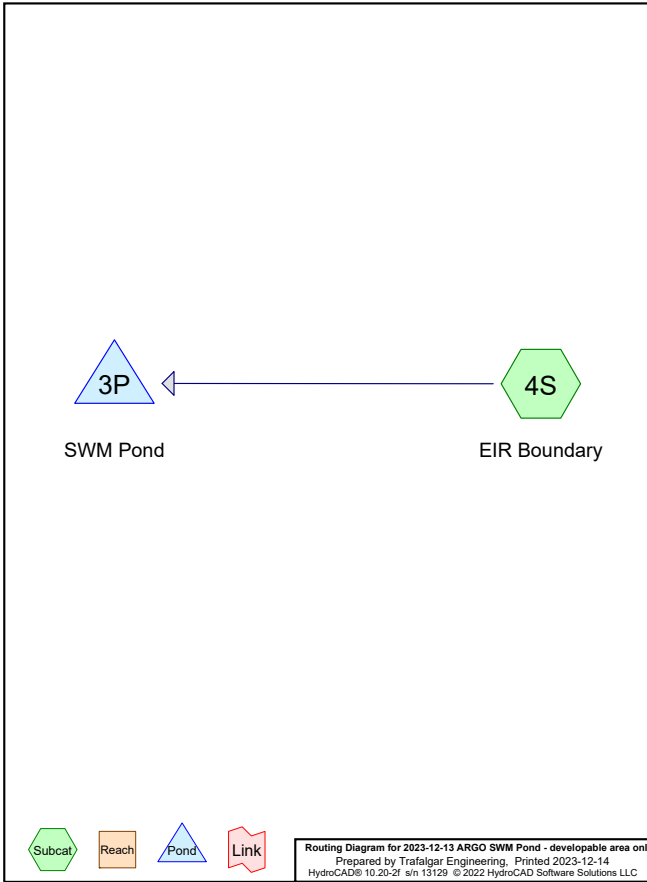 3P
4S
SWM Pond
EIR Boundary
Subcat
Reach
Pond
Link
Routing Diagram for 2023-12-13 ARGO SWM Pond - developable area onl
Prepared by Trafalgar Engineering, Printed 2023-12-14
HydroCAD® 10.20-2f s/n 13129 © 2022 HydroCAD Software Solutions LLC